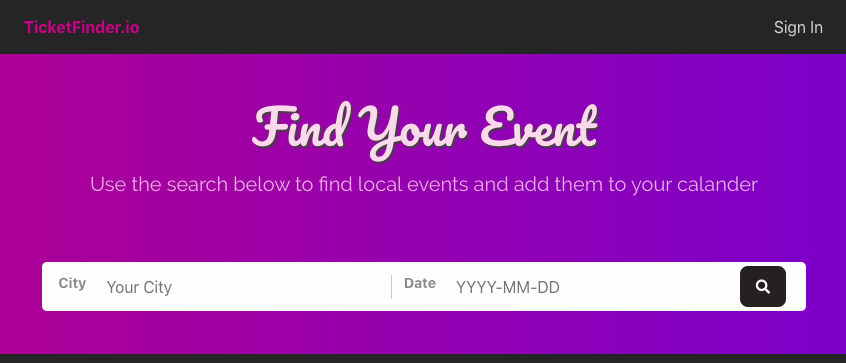 TicketFinder.io
Sign In
Find Your Event
Use the search below to find local events and add them to your calander
City Your City Date YYYY-MM-DD